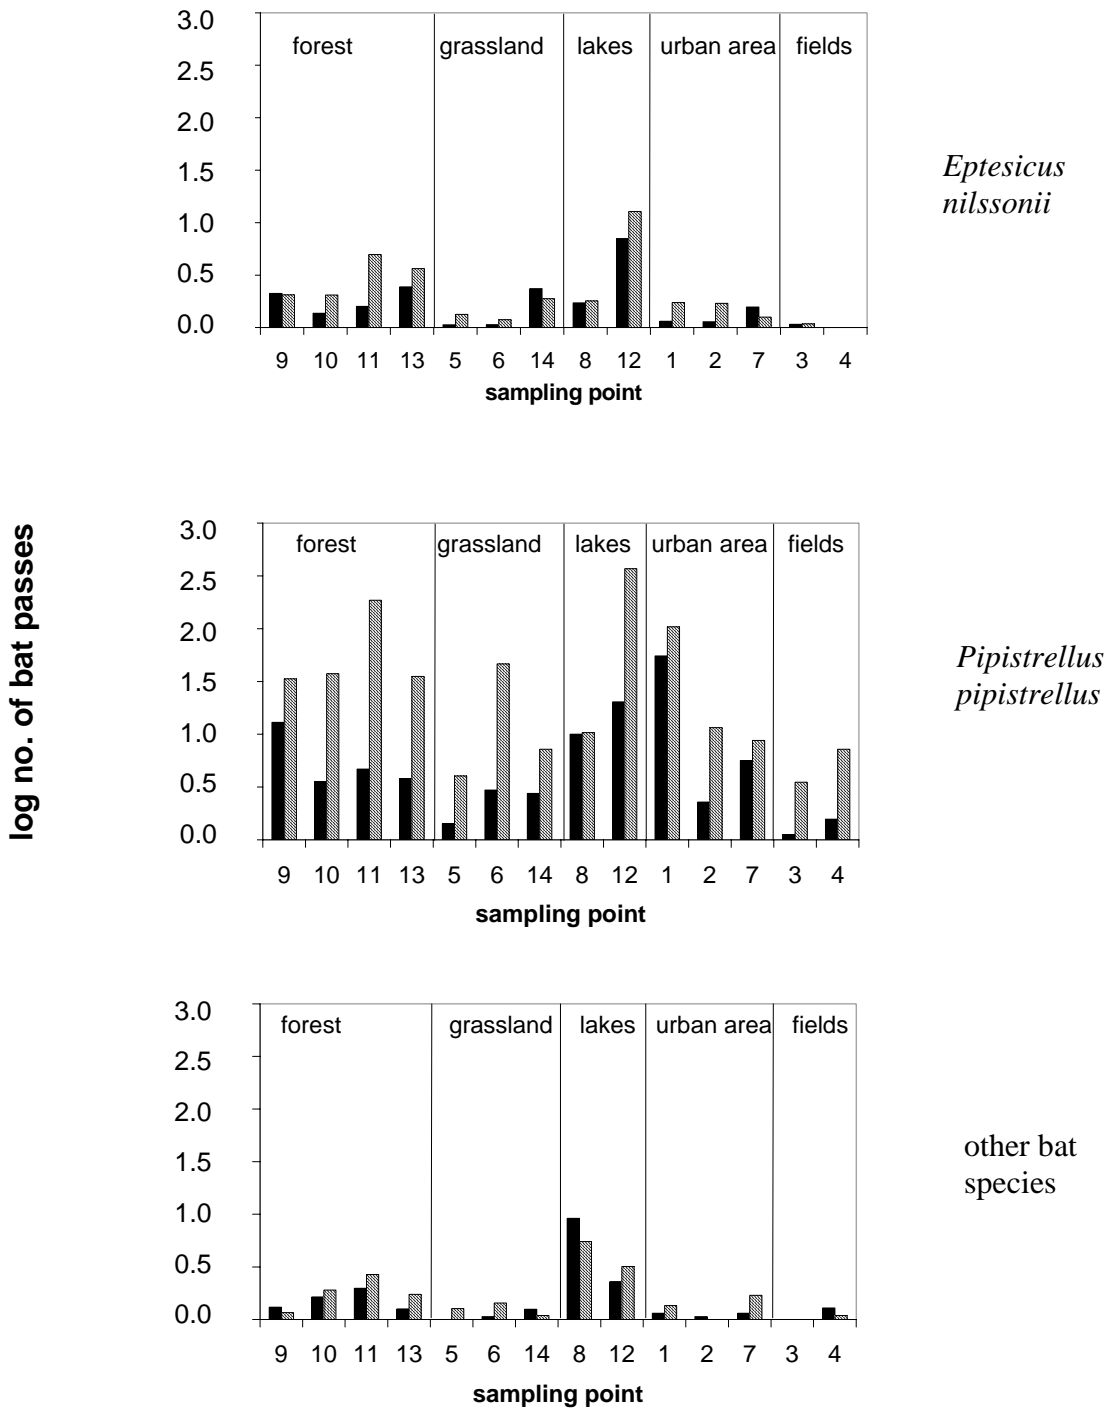 log no. of bat passes
3.0
2.5
2.0
1.5
1.0
0.5
0.0
forest grassland lakes urban area fields
9 10 11 13 5 6 14 8 12 1 2 7 3 4
sampling point
Eptesicus
nilssonii
3.0
2.5
2.0
1.5
1.0
0.5
0.0
forest grassland lakes urban area fields
9 10 11 13 5 6 14 8 12 1 2 7 3 4
sampling point
Pipistrellus
pipistrellus
3.0
2.5
2.0
1.5
1.0
0.5
0.0
forest grassland lakes urban area fields
9 10 11 13 5 6 14 8 12 1 2 7 3 4
sampling point
other bat
species